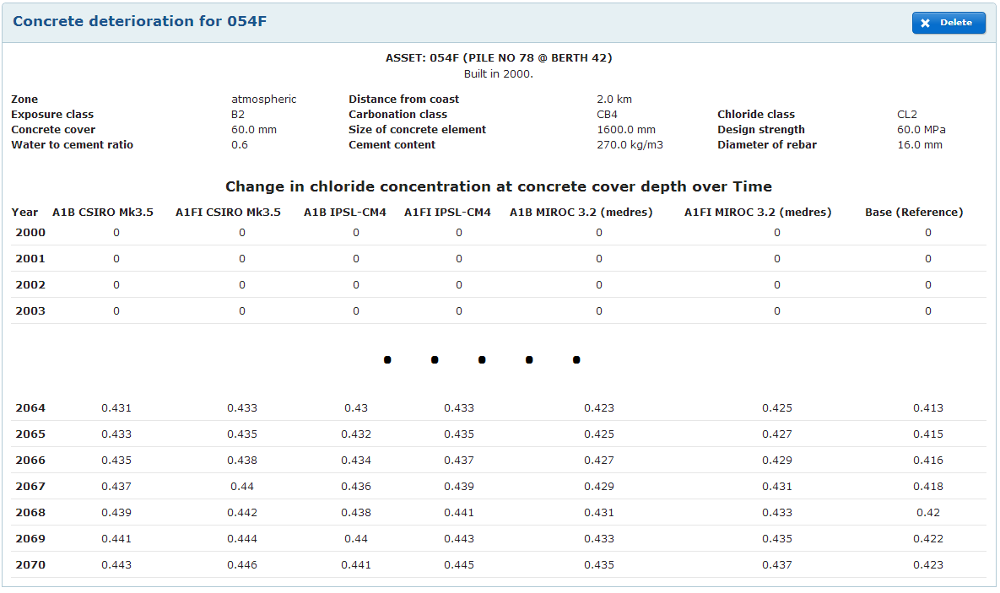 Concrete deterioration for 054F
Delete
ASSET: 054F (PILE NO 78 @ BERTH 42)
Built in 2000.
Zone atmospheric Distance from coast 2.0 km
Exposure class B2 Carbonation class CB4 Chloride class CL2
Concrete cover 60.0 mm Size of concrete element 1600.0 mm Design strength 60.0 MPa
Water to cement ratio 0.6 Cement content 270.0 kg/m3 Diameter of rebar 16.0 mm
Change in chloride concentration at concrete cover depth over Time
Year A1B CSIRO Mk3.5 A1FI CSIRO Mk3.5 A1B IPSL-CM4 A1FI IPSL-CM4 A1B MIROC 3.2 (medres) A1FI MIROC 3.2 (medres) Base (Reference)
2000 0 0 0 0 0 0 0
2001 0 0 0 0 0 0 0
2002 0 0 0 0 0 0 0
2003 0 0 0 0 0 0 0
. . . . .
2064 0.431 0.433 0.43 0.433 0.423 0.425 0.413
2065 0.433 0.435 0.432 0.435 0.425 0.427 0.415
2066 0.435 0.438 0.434 0.437 0.427 0.429 0.416
2067 0.437 0.44 0.436 0.439 0.429 0.431 0.418
2068 0.439 0.442 0.438 0.441 0.431 0.433 0.42
2069 0.441 0.444 0.44 0.443 0.433 0.435 0.422
2070 0.443 0.446 0.441 0.445 0.435 0.437 0.423